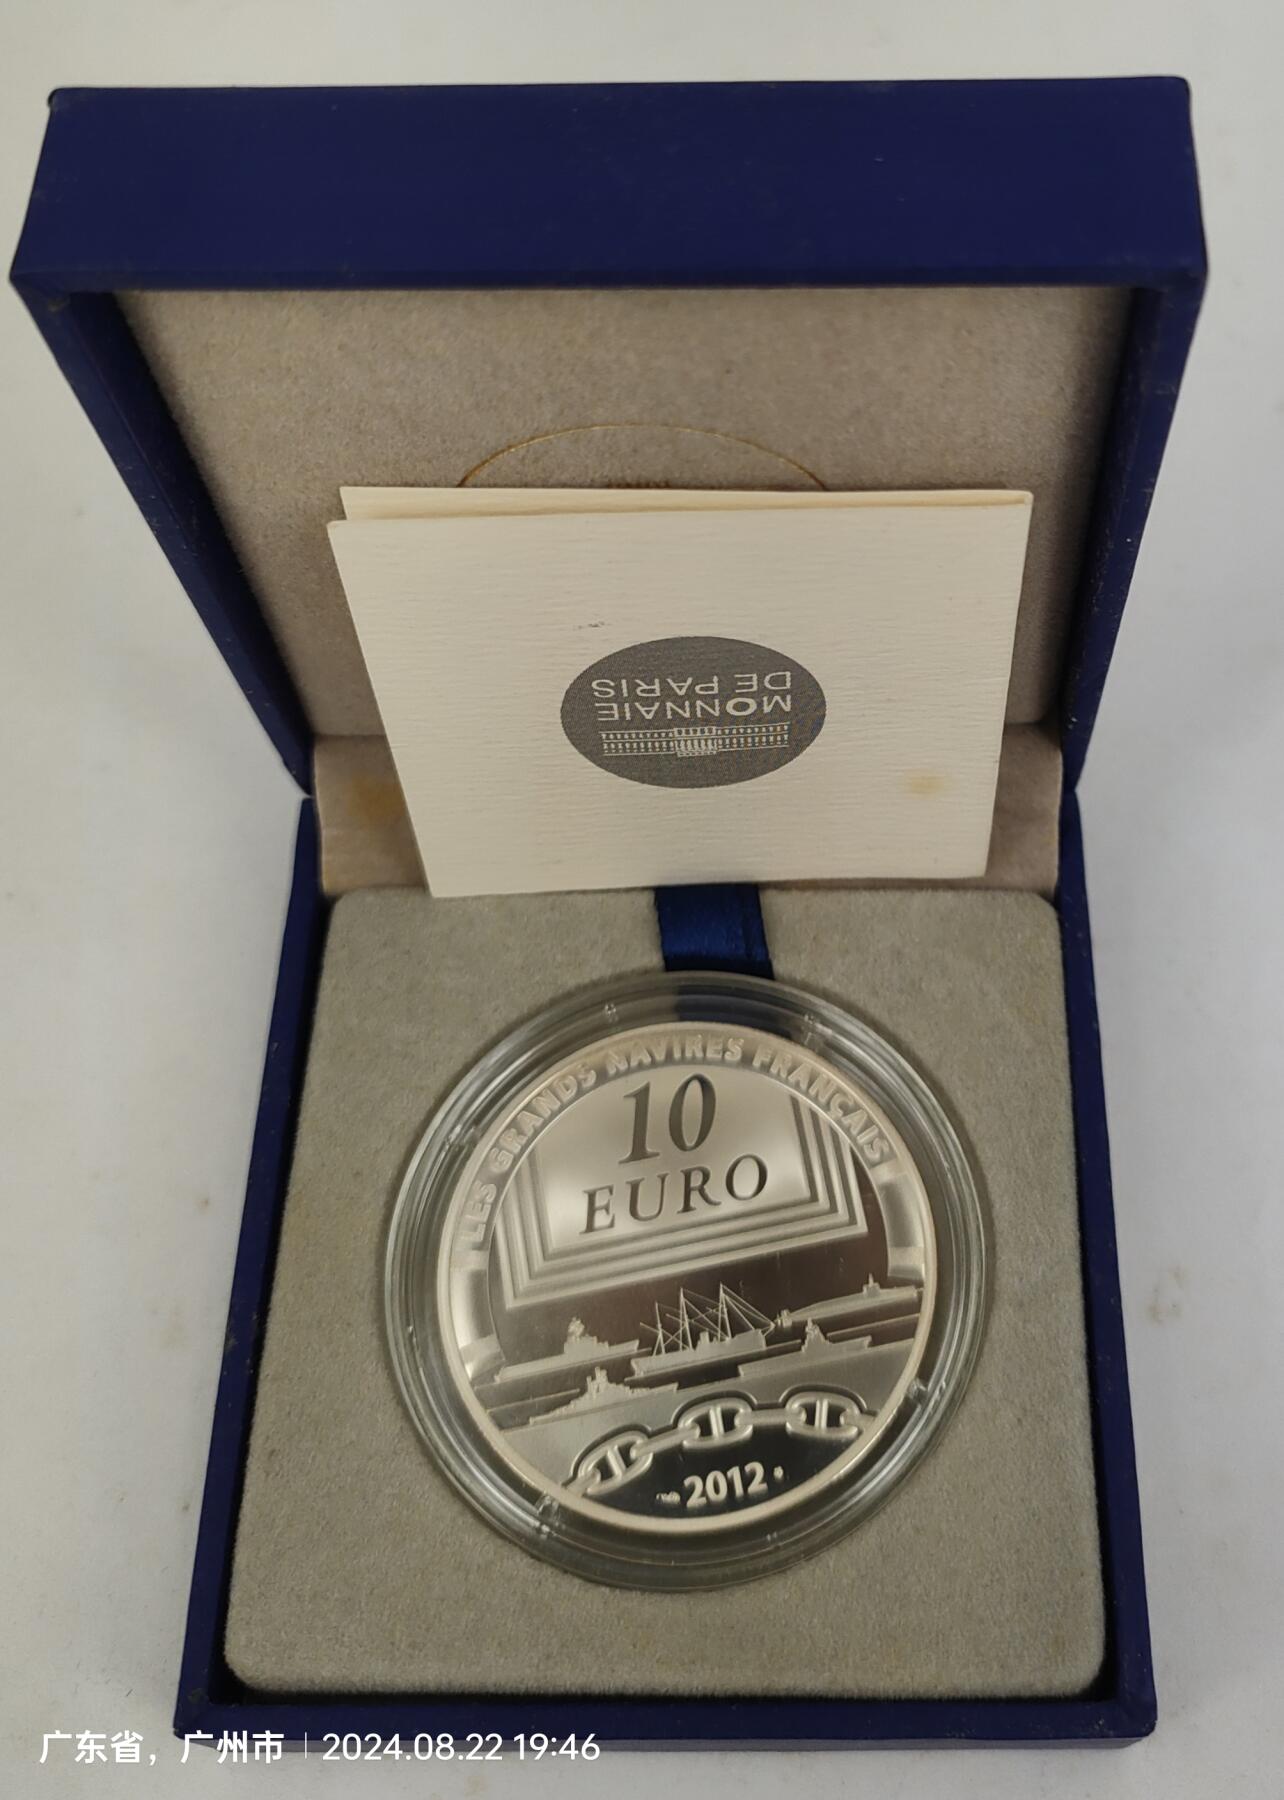 MONNAIE
DE PARIS
LES GRANDS NAVIRES FRANÇAIS
10
EURO
2012
广东省，广州市 | 2024.08.22 19:46